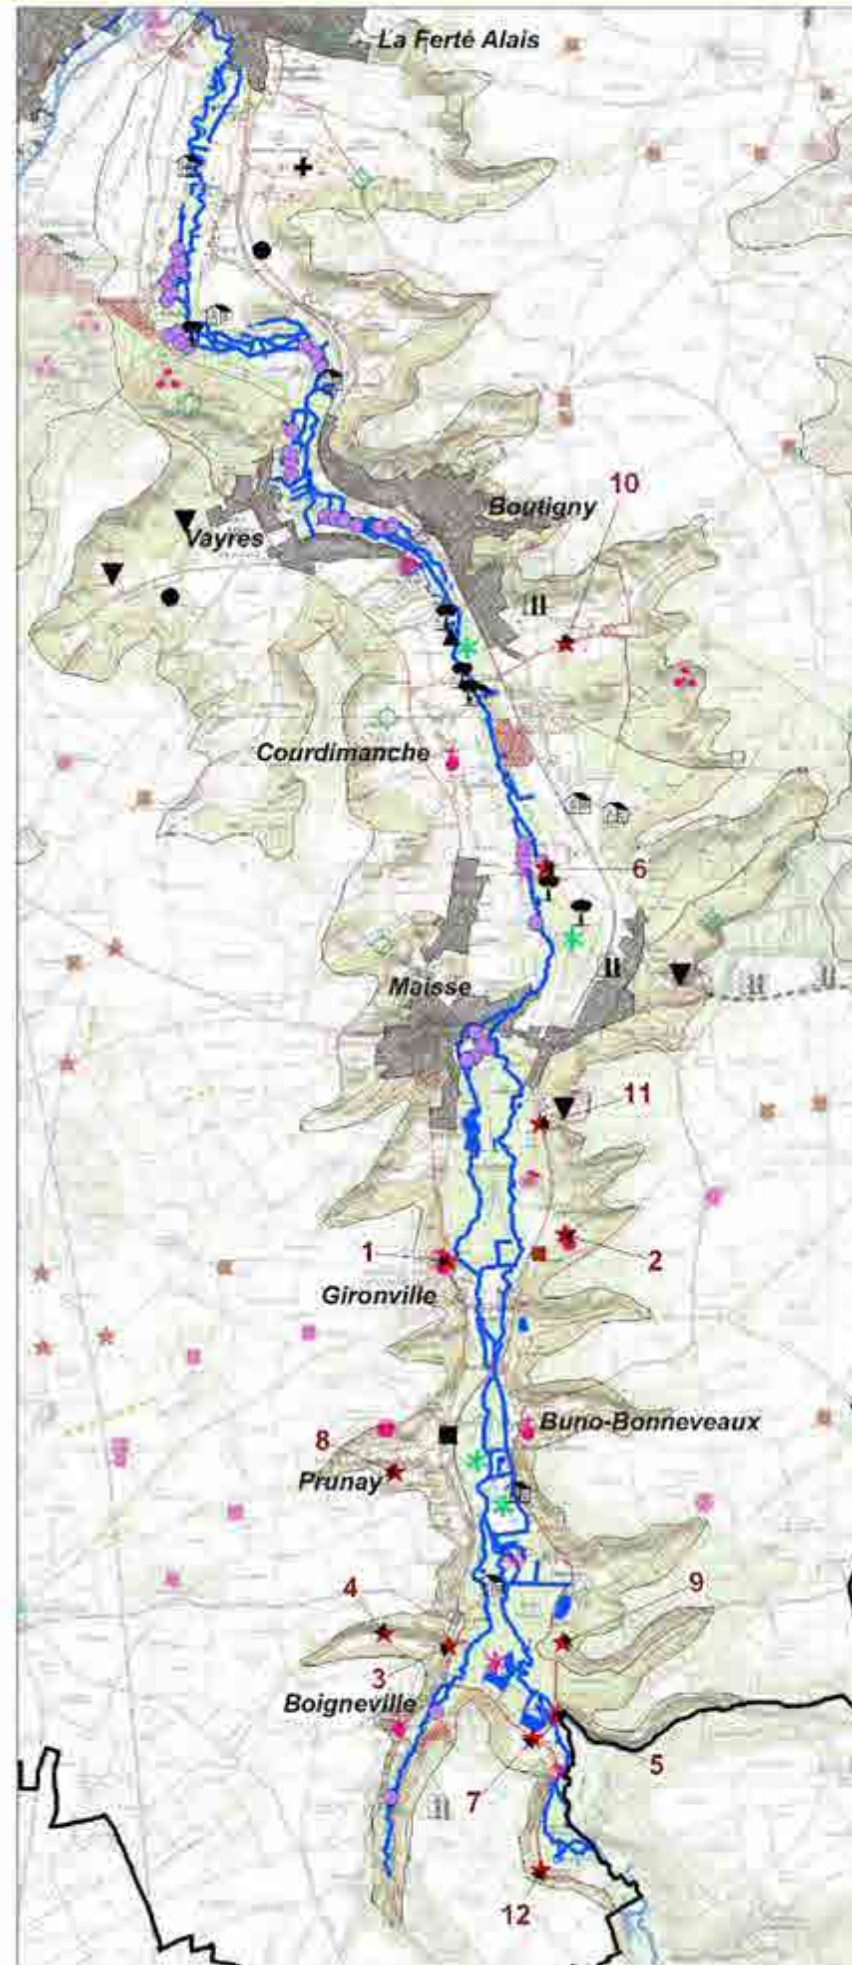 La Ferté Alais
10
Boutigny
Vayres
Courdimanche
6
Maisse
11
1
2
Gironville
Buno-Bonneveaux
8
Prunay
4
9
3
Boigneville
5
7
12